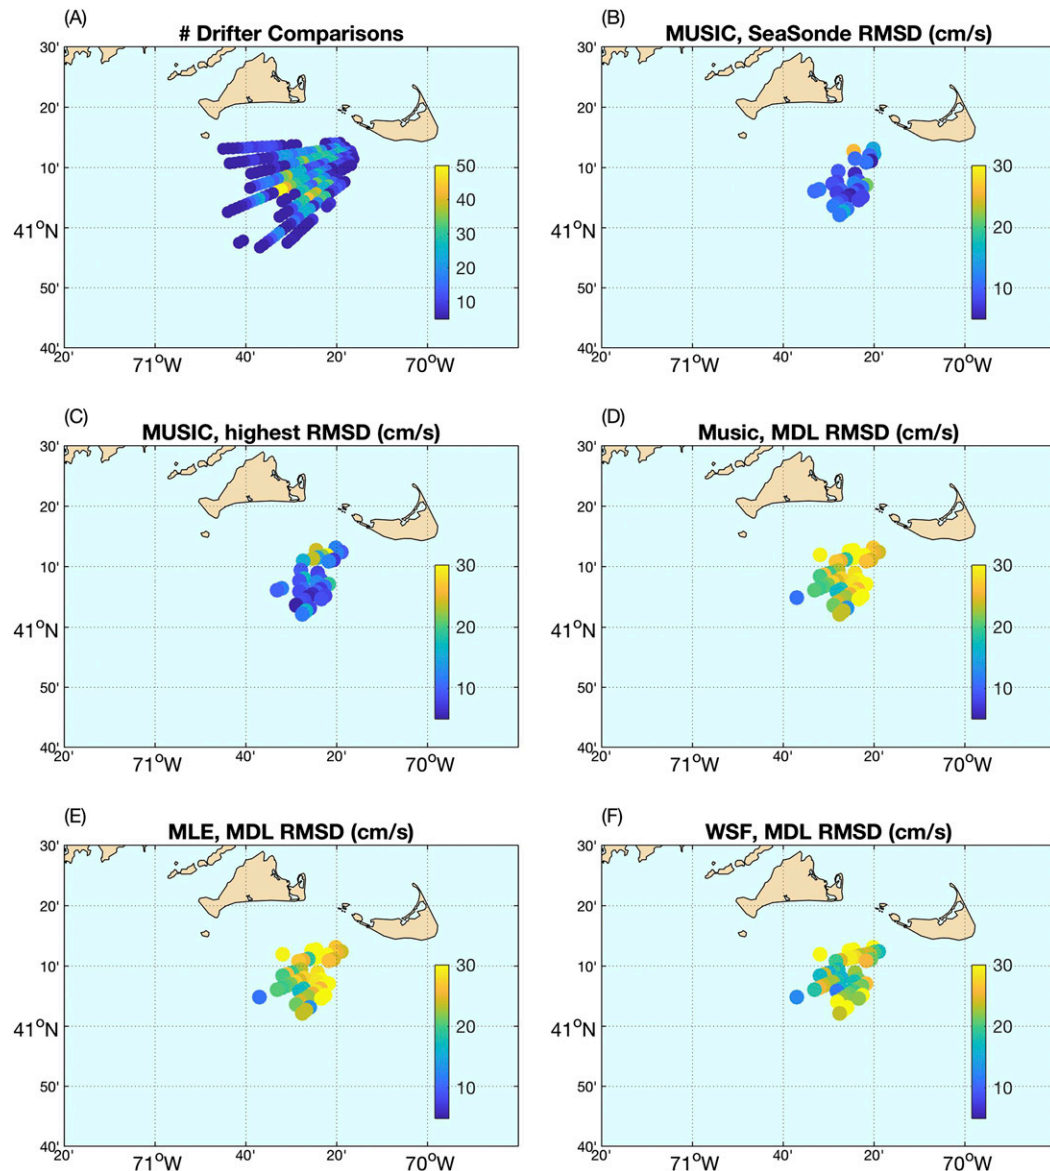 (A)
# Drifter Comparisons
30'
20'
10'
41°N
50'
40'
20'
71°W
40'
20'
70°W
50
40
30
20
10
(B)
MUSIC, SeaSonde RMSD (cm/s)
30'
20'
10'
41°N
50'
40'
20'
71°W
40'
20'
70°W
30
20
10
(C)
MUSIC, highest RMSD (cm/s)
30'
20'
10'
41°N
50'
40'
20'
71°W
40'
20'
70°W
30
20
10
(D)
Music, MDL RMSD (cm/s)
30'
20'
10'
41°N
50'
40'
20'
71°W
40'
20'
70°W
30
20
10
(E)
MLE, MDL RMSD (cm/s)
30'
20'
10'
41°N
50'
40'
20'
71°W
40'
20'
70°W
30
20
10
(F)
WSF, MDL RMSD (cm/s)
30'
20'
10'
41°N
50'
40'
20'
71°W
40'
20'
70°W
30
20
10